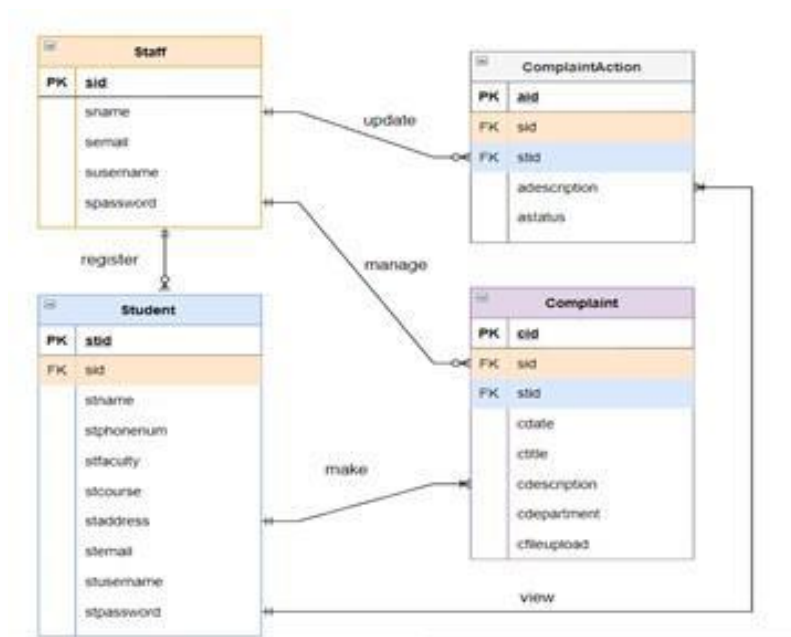 Staff
PK sid
sname
semail
susername
spassword
update
ComplaintAction
PK aid
FK sid
FK stid
adescription
astatus
register
manage
Student
PK stid
FK sid
stname
stphonenum
stfaculty
stcourse
staddress
stemail
stusername
stpassword
make
Complaint
PK cid
FK sid
FK stid
cdate
ctitle
cdescription
cdepartment
cfileupload
view